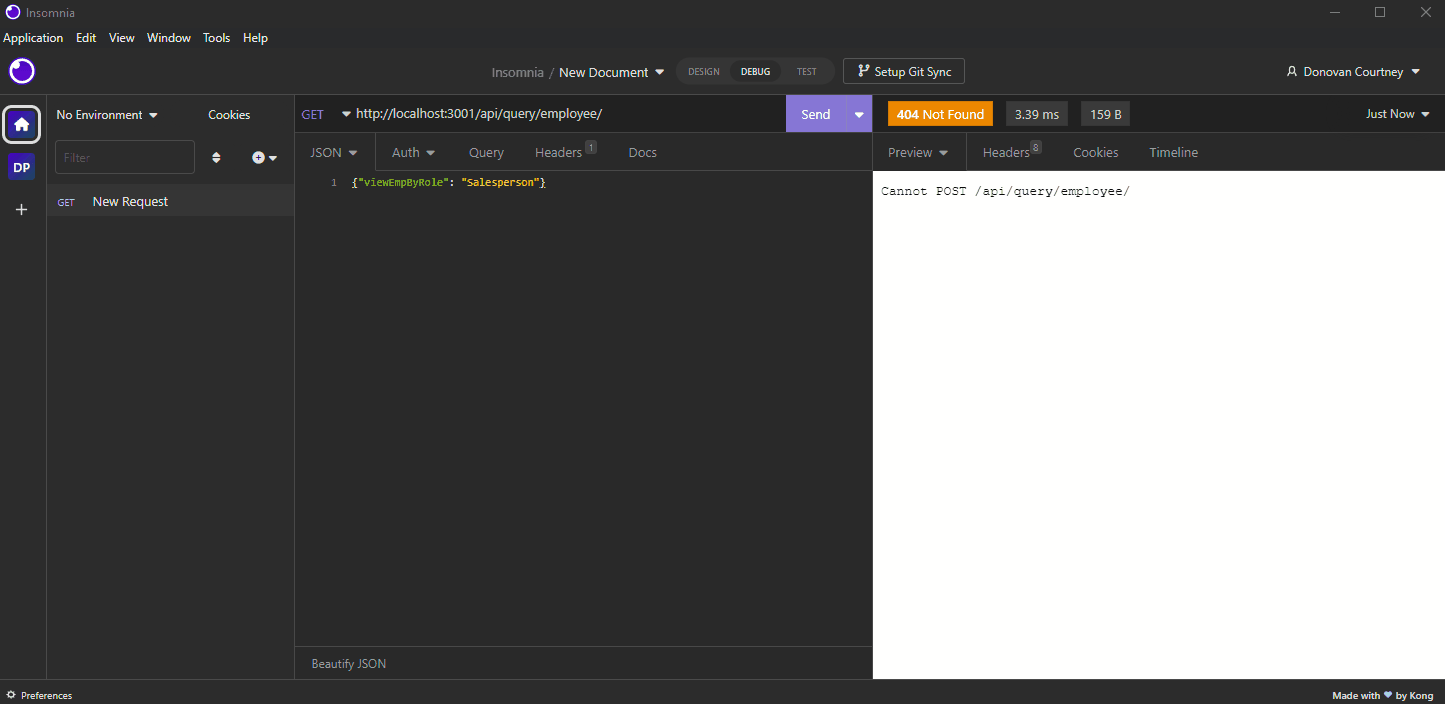 Insomnia
Application Edit View Window Tools Help
Insomnia / New Document DESIGN DEBUG TEST Setup Git Sync Donovan Courtney
No Environment Cookies GET http://localhost:3001/api/query/employee/ Send 404 Not Found 3.39 ms 159 B Just Now
Filter JSON Auth Query Headers 1 Docs Preview Headers 8 Cookies Timeline
DP
1 {"viewEmpByRole": "Salesperson"} Cannot POST /api/query/employee/
GET New Request
Beautify JSON
Preferences Made with ❤ by Kong